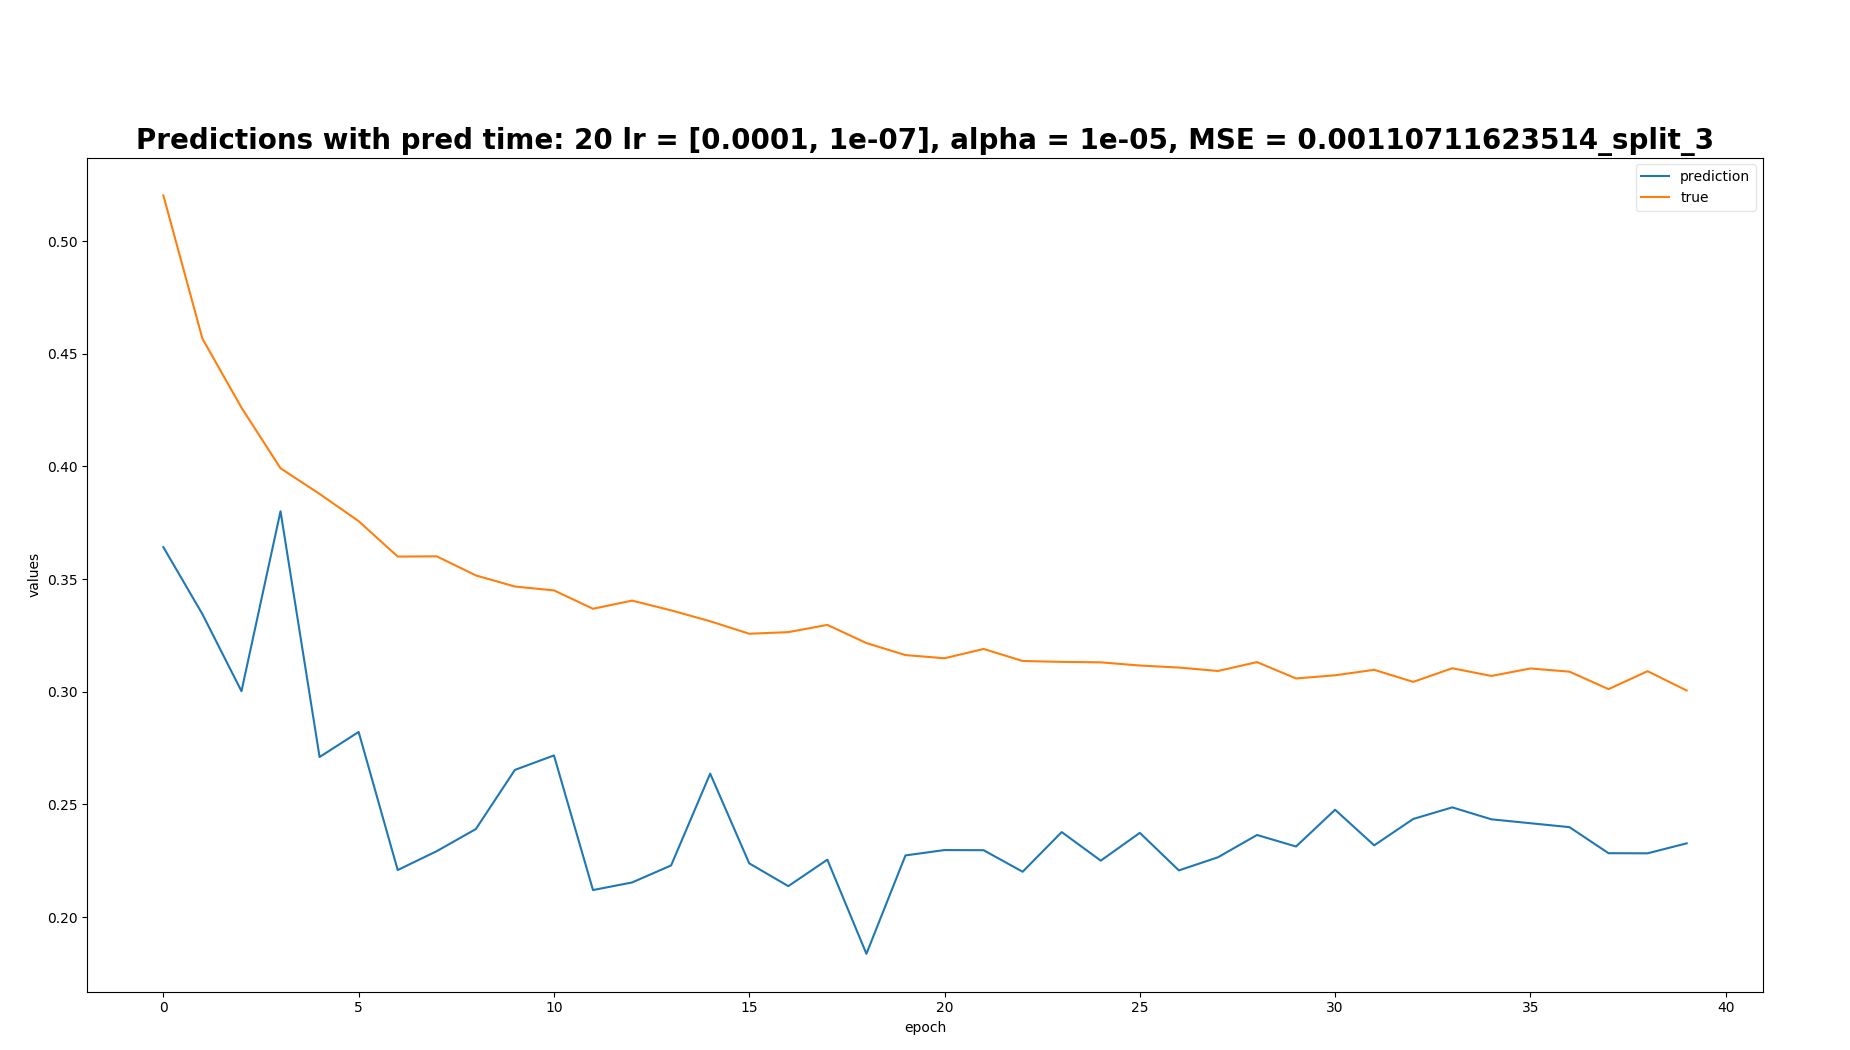 Predictions with pred time: 20 lr = [0.0001, 1e-07], alpha = 1e-05, MSE = 0.00110711623514_split_3
prediction
true
0.50
0.45
0.40
0.35
0.30
0.25
0.20
values
0 5 10 15 20 25 30 35 40
epoch